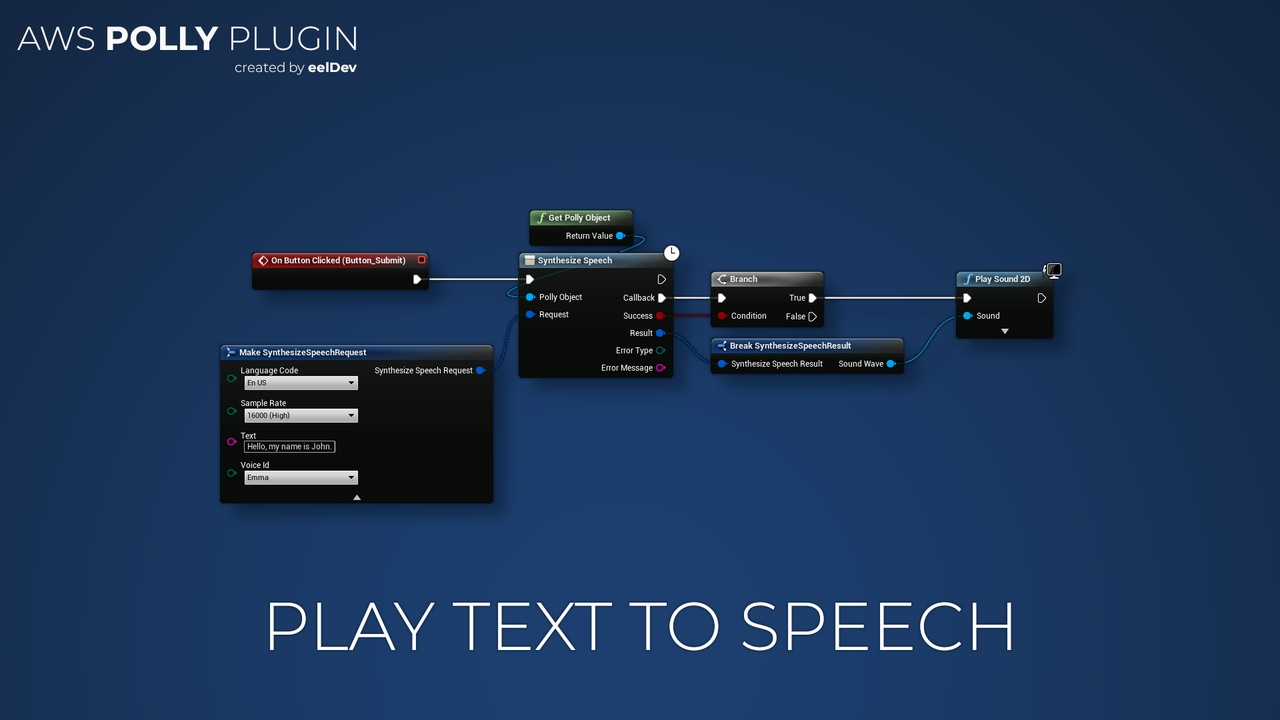 AWS POLLY PLUGIN
created by eelDev
Get Polly Object
Return Value
On Button Clicked (Button_Submit)
Synthesize Speech
Polly Object
Callback
Request
Success
Result
Error Type
Error Message
Branch
True
Condition
False
Play Sound 2D
Sound
Break SynthesizeSpeechResult
Synthesize Speech Result
Sound Wave
Make SynthesizeSpeechRequest
Language Code
Synthesize Speech Request
En US
Sample Rate
16000 (High)
Text
Hello, my name is John.
Voice Id
Emma
PLAY TEXT TO SPEECH